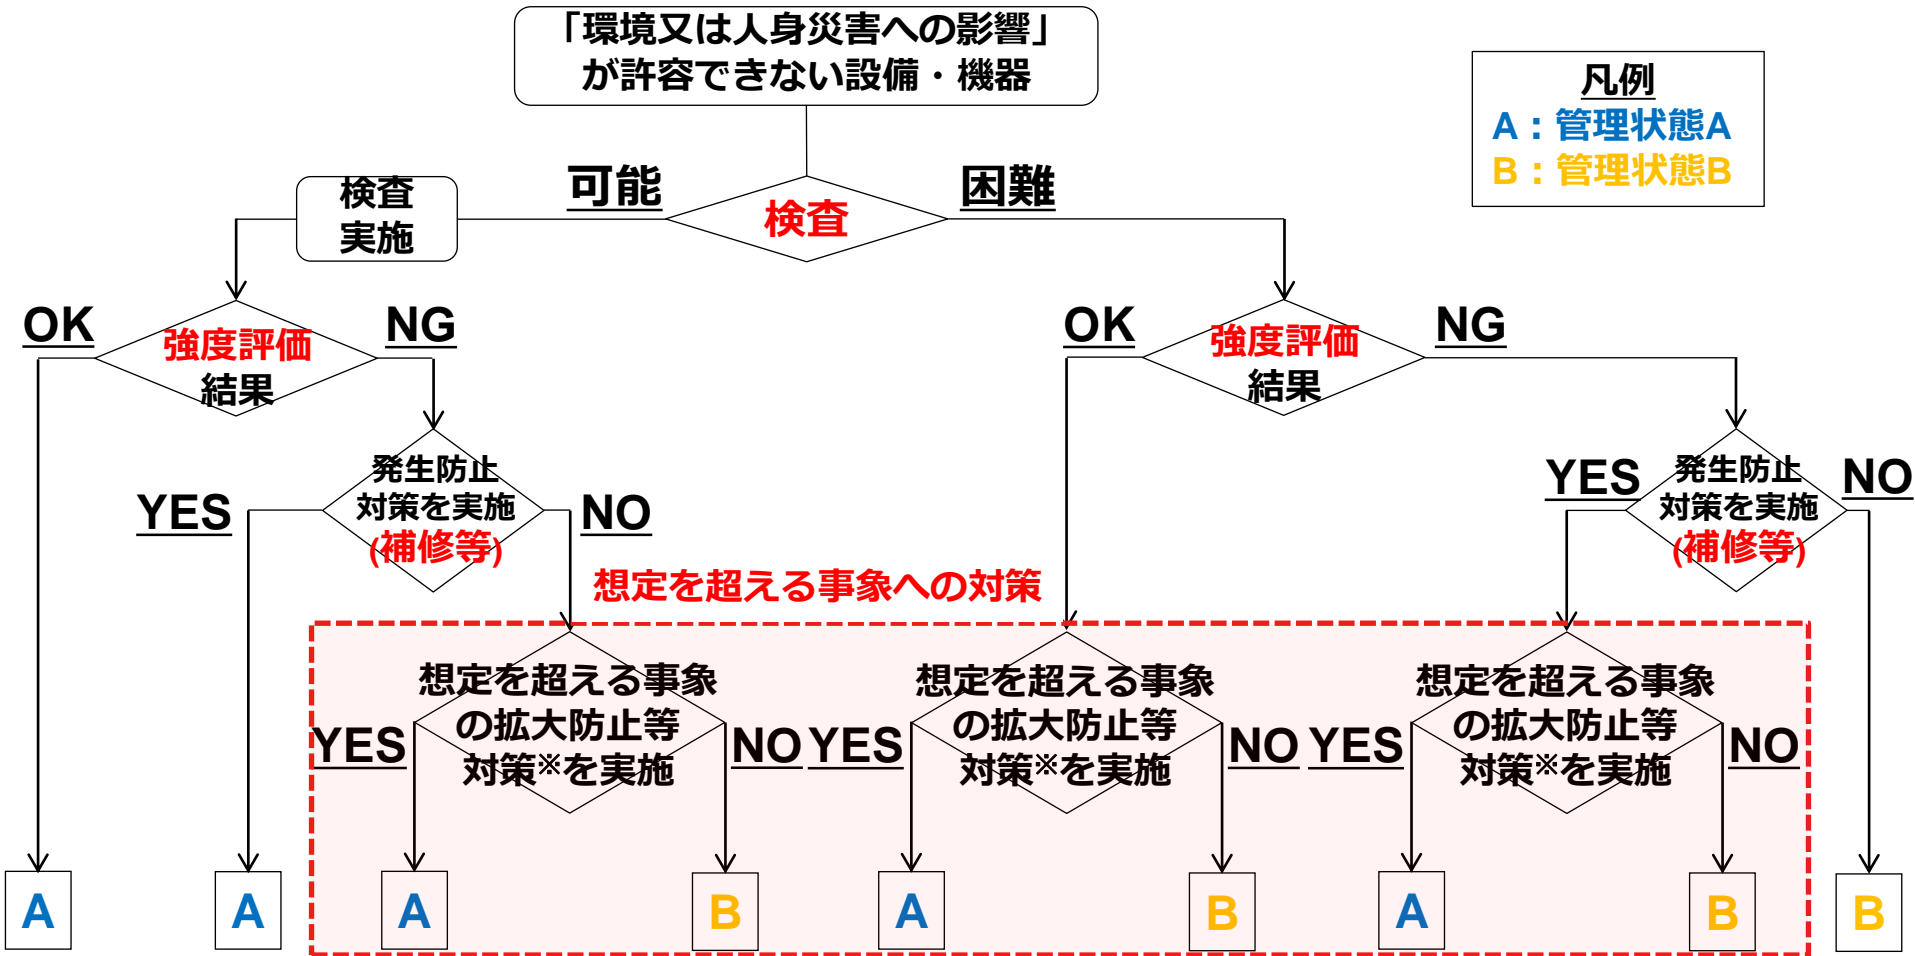 「環境又は人身災害への影響」
が許容できない設備・機器
凡例
A：管理状態A
B：管理状態B
検査
実施
可能
検査
困難
OK
強度評価
結果
NG
OK
強度評価
結果
NG
YES
発生防止
対策を実施
(補修等)
NO
YES
発生防止
対策を実施
(補修等)
NO
想定を超える事象への対策
YES
想定を超える事象
の拡大防止等
対策※を実施
NO
YES
想定を超える事象
の拡大防止等
対策※を実施
NO
YES
想定を超える事象
の拡大防止等
対策※を実施
NO
A
A
A
B
A
B
A
B
B